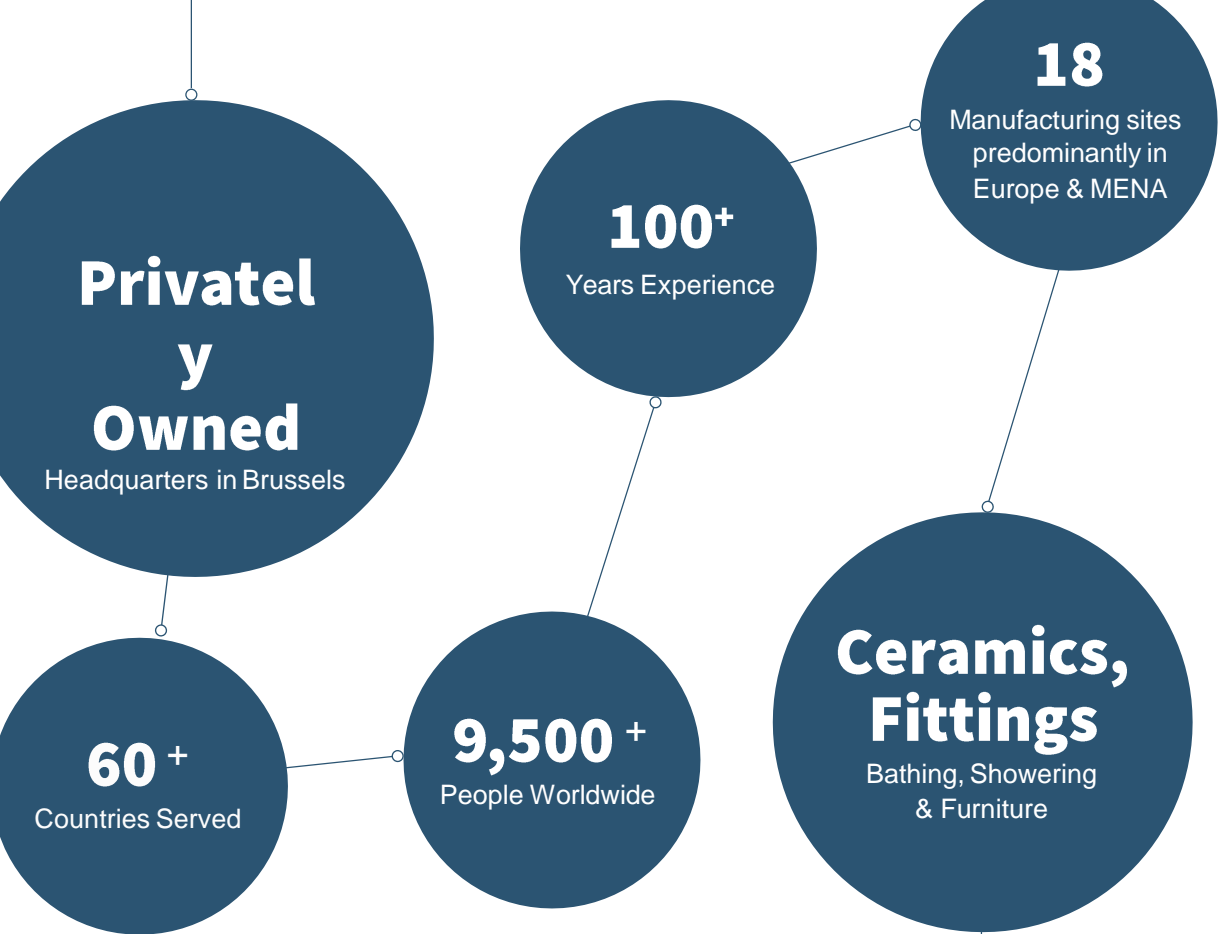 Privatel
y
Owned
Headquarters in Brussels
60 +
Countries Served
9,500 +
People Worldwide
100+
Years Experience
18
Manufacturing sites
predominantly in
Europe & MENA
Ceramics,
Fittings
Bathing, Showering
& Furniture